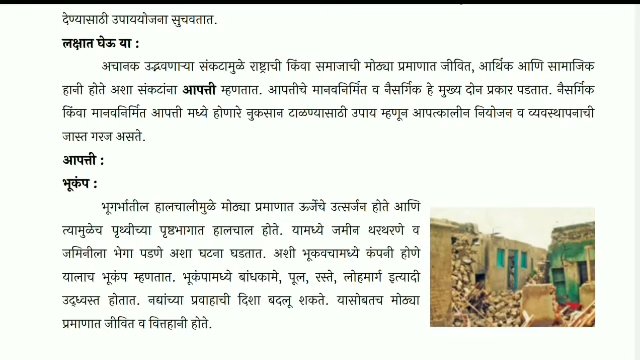 देण्यासाठी उपाययोजना सुचवतात.
लक्षात घेऊ या :
अचानक उद्भवणाऱ्या संकटामुळे राष्ट्राची किंवा समाजाची मोठ्या प्रमाणात जीवित, आर्थिक आणि सामाजिक
हानी होते अशा संकटांना आपत्ती म्हणतात. आपत्तीचे मानवनिर्मित व नैसर्गिक हे मुख्य दोन प्रकार पडतात. नैसर्गिक
किंवा मानवनिर्मित आपत्ती मध्ये होणारे नुकसान टाळण्यासाठी उपाय म्हणून आपत्कालीन नियोजन व व्यवस्थापनाची
जास्त गरज असते.
आपत्ती :
भूकंप :
भूगर्भातील हालचालीमुळे मोठ्या प्रमाणात ऊर्जेचे उत्सर्जन होते आणि
त्यामुळेच पृथ्वीच्या पृष्ठभागात हालचाल होते. यामध्ये जमीन थरथरणे व
जमिनीला भेगा पडणे अशा घटना घडतात. अशी भूकवचामध्ये कंपनी होणे
यालाच भूकंप म्हणतात. भूकंपामध्ये बांधकामे, पूल, रस्ते, लोहमार्ग इत्यादी
उद्ध्वस्त होतात. नद्यांच्या प्रवाहाची दिशा बदलू शकते. यासोबतच मोठ्या
प्रमाणात जीवित व वित्तहानी होते.